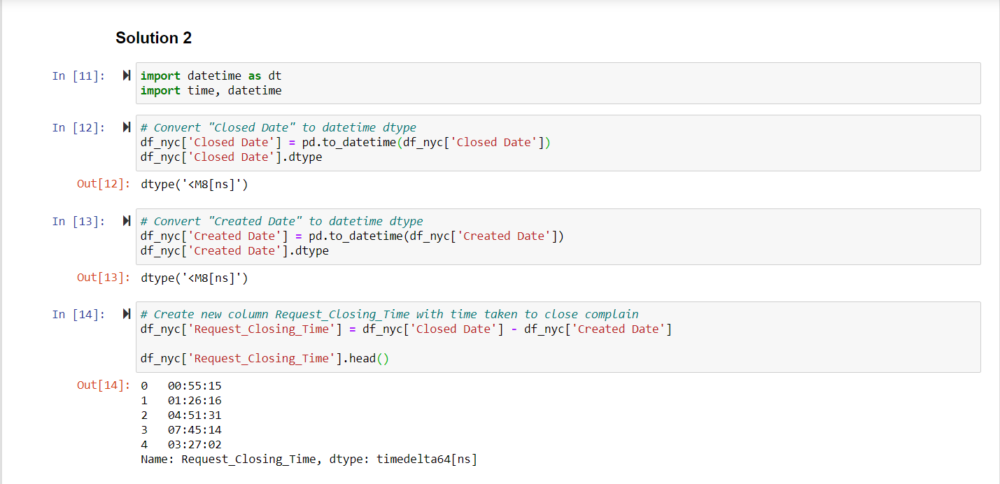 Solution 2
In [11]: import datetime as dt
import time, datetime
In [12]: # Convert "Closed Date" to datetime dtype
df_nyc['Closed Date'] = pd.to_datetime(df_nyc['Closed Date'])
df_nyc['Closed Date'].dtype
Out[12]: dtype('<M8[ns]')
In [13]: # Convert "Created Date" to datetime dtype
df_nyc['Created Date'] = pd.to_datetime(df_nyc['Created Date'])
df_nyc['Created Date'].dtype
Out[13]: dtype('<M8[ns]')
In [14]: # Create new column Request_Closing_Time with time taken to close complain
df_nyc['Request_Closing_Time'] = df_nyc['Closed Date'] - df_nyc['Created Date']
df_nyc['Request_Closing_Time'].head()
Out[14]: 0 00:55:15
1 01:26:16
2 04:51:31
3 07:45:14
4 03:27:02
Name: Request_Closing_Time, dtype: timedelta64[ns]